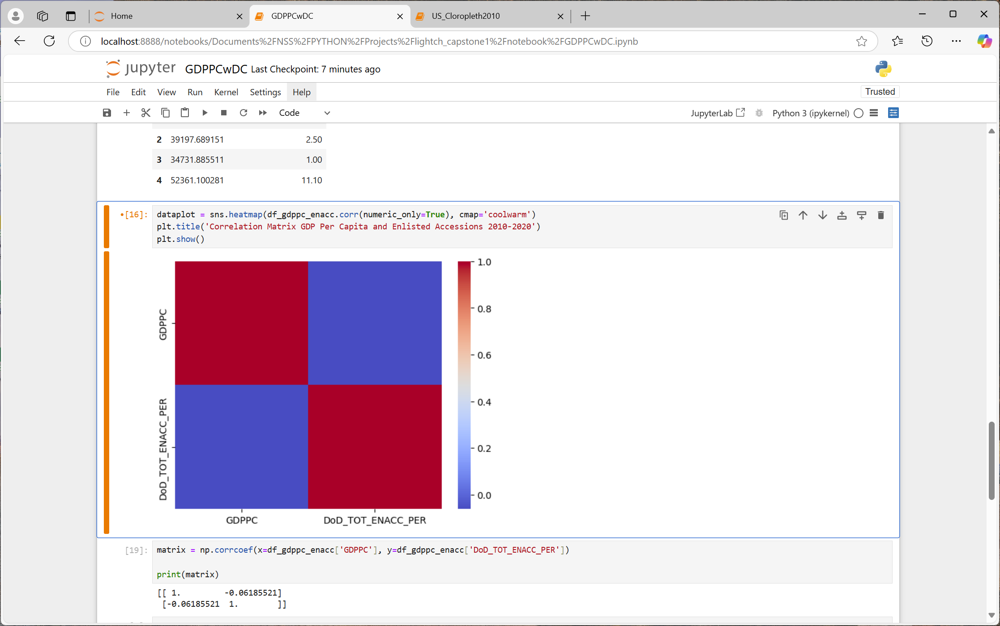 Home
GDPPCwDC
US_Cloropleth2010
localhost:8888/notebooks/Documents%2FNSS%2FPYTHON%2FProjects%2Flightch_capstone1%2Fnotebook%2FGDPPCwDC.ipynb
jupyter GDPPCwDC Last Checkpoint: 7 minutes ago
File Edit View Run Kernel Settings Help Trusted
Code JupyterLab Python 3 (ipykernel)
2 39197.689151 2.50
3 34731.885511 1.00
4 52361.100281 11.10
•[16]: dataplot = sns.heatmap(df_gdppc_enacc.corr(numeric_only=True), cmap='coolwarm')
plt.title('Correlation Matrix GDP Per Capita and Enlisted Accessions 2010-2020')
plt.show()
1.0
0.8
0.6
0.4
0.2
0.0
GDPPC
DoD_TOT_ENACC_PER
GDPPC DoD_TOT_ENACC_PER
[19]: matrix = np.corrcoef(x=df_gdppc_enacc['GDPPC'], y=df_gdppc_enacc['DoD_TOT_ENACC_PER'])
print(matrix)
[[ 1. -0.06185521]
[-0.06185521 1. ]]